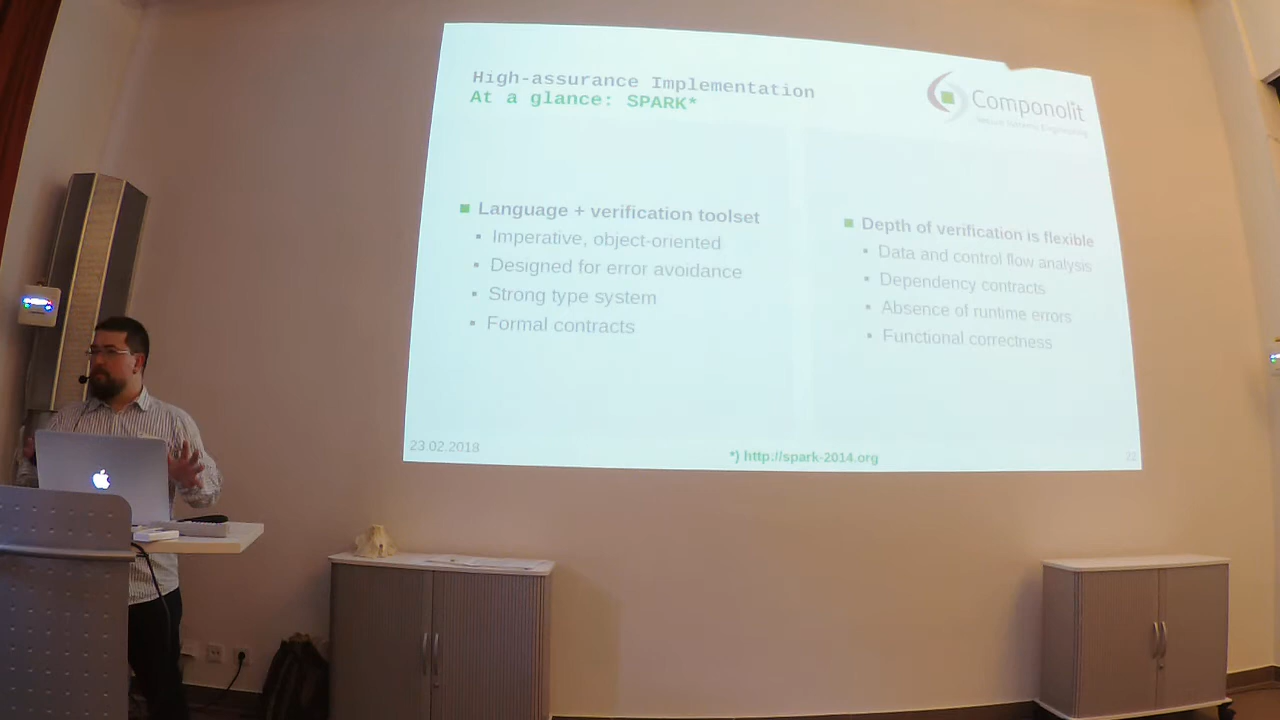 High-assurance Implementation
At a glance: SPARK*
Componolit
Language + verification toolset
Imperative, object-oriented
Designed for error avoidance
Strong type system
Formal contracts
Depth of verification is flexible
Data and control flow analysis
Dependency contracts
Absence of runtime errors
Functional correctness
23.02.2018
*) http://spark-2014.org